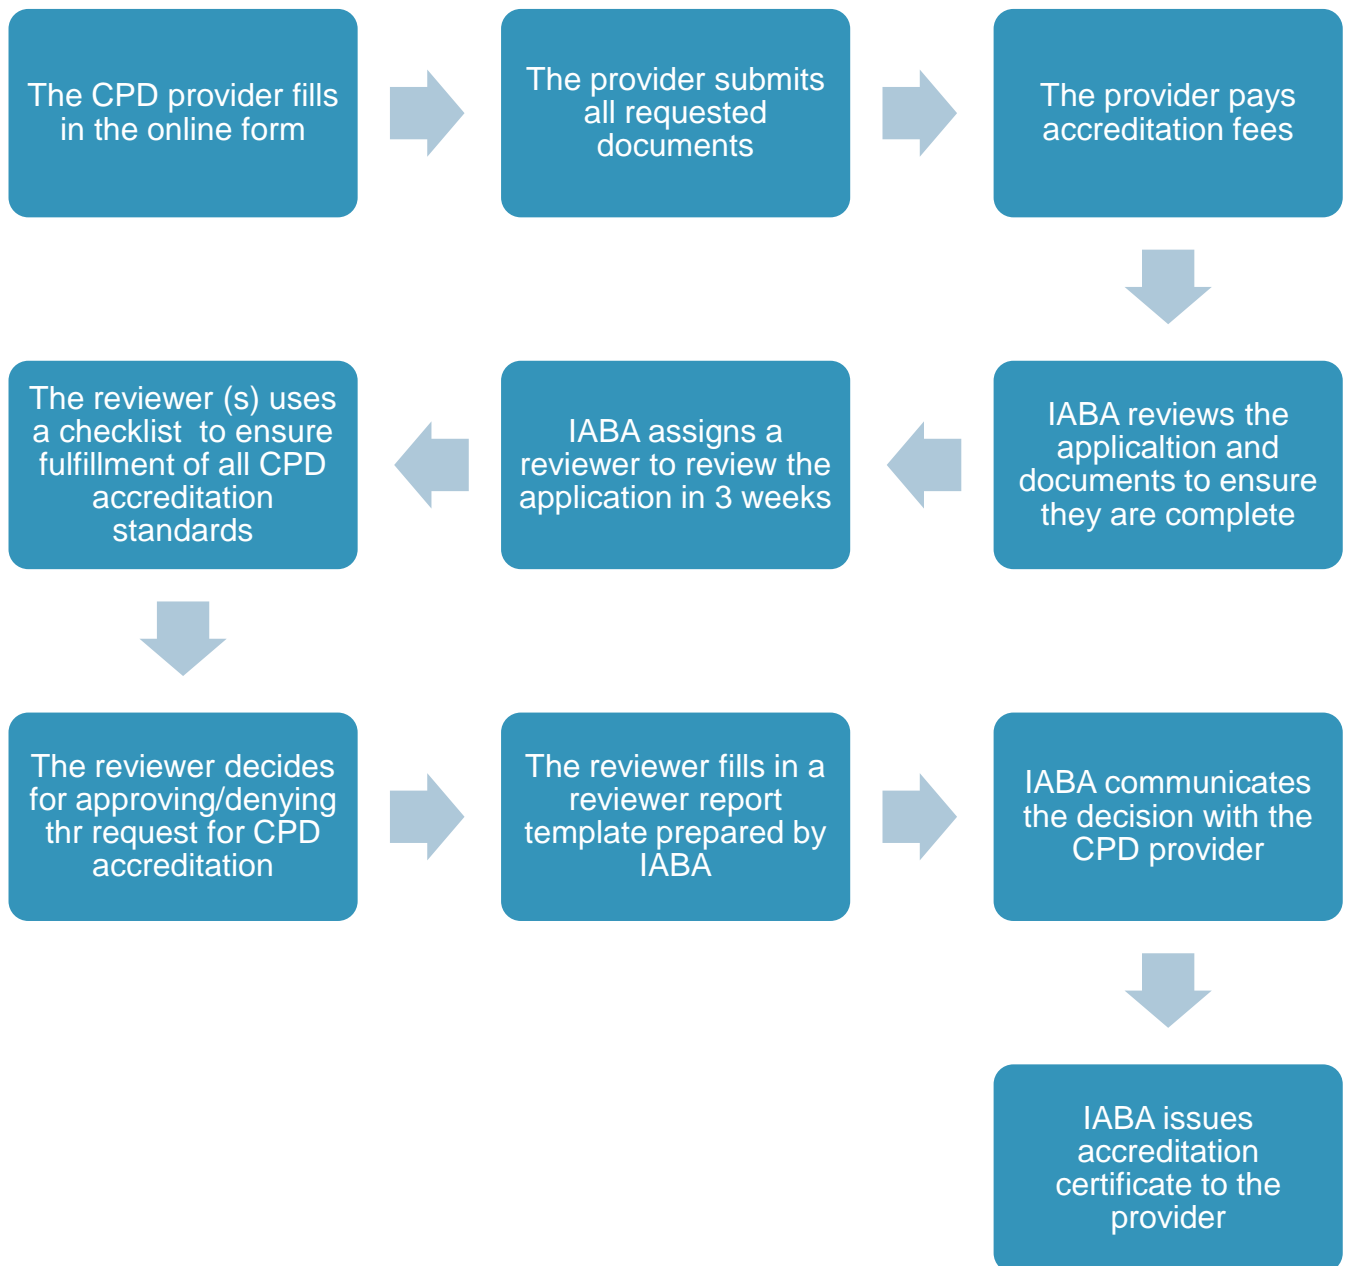 The CPD provider fills
in the online form
The provider submits
all requested
documents
The provider pays
accreditation fees
IABA reviews the
applicaltion and
documents to ensure
they are complete
IABA assigns a
reviewer to review the
application in 3 weeks
The reviewer (s) uses
a checklist  to ensure
fulfillment of all CPD
accreditation
standards
The reviewer decides
for approving/denying
thr request for CPD
accreditation
The reviewer fills in a
reviewer report
template prepared by
IABA
IABA communicates
the decision with the
CPD provider
IABA issues
accreditation
certificate to the
provider